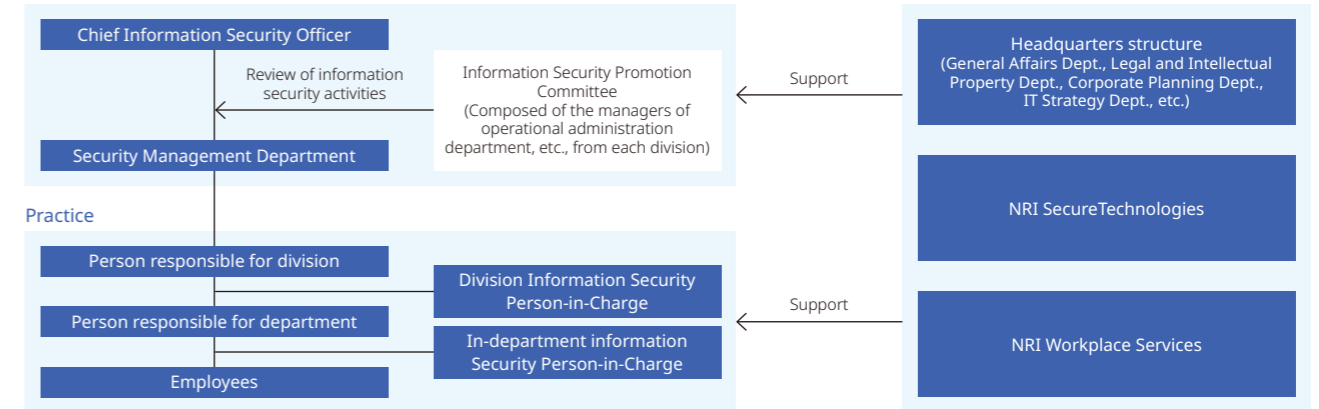 Chief Information Security Officer
Review of information
security activities
Information Security Promotion
Committee
(Composed of the managers of
operational administration
department, etc., from each division)
Security Management Department
Support
Headquarters structure
(General Affairs Dept., Legal and Intellectual
Property Dept., Corporate Planning Dept.,
IT Strategy Dept., etc.)
NRI SecureTechnologies
NRI Workplace Services
Practice
Person responsible for division
Division Information Security
Person-in-Charge
Person responsible for department
In-department information
Security Person-in-Charge
Employees
Support